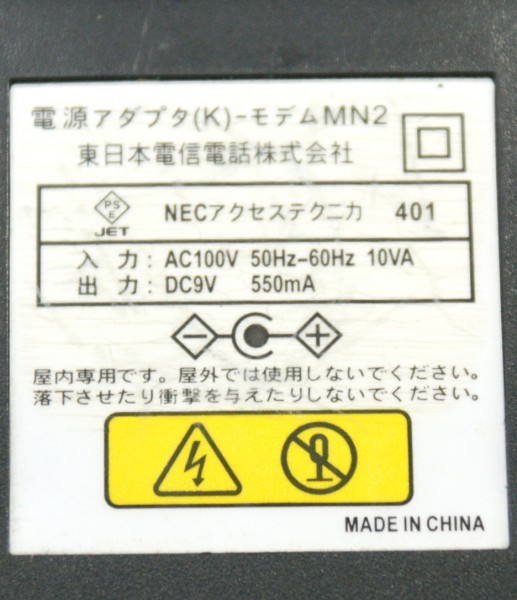 電源アダプタ(K)-モデムMN2
東日本電信電話株式会社
PS
E
JET
NECアクセステクニカ 401
入力: AC100V 50Hz-60Hz 10VA
出力: DC9V 550mA
屋内専用です。屋外では使用しないでください。
落下させたり衝撃を与えたりしないでください。
MADE IN CHINA